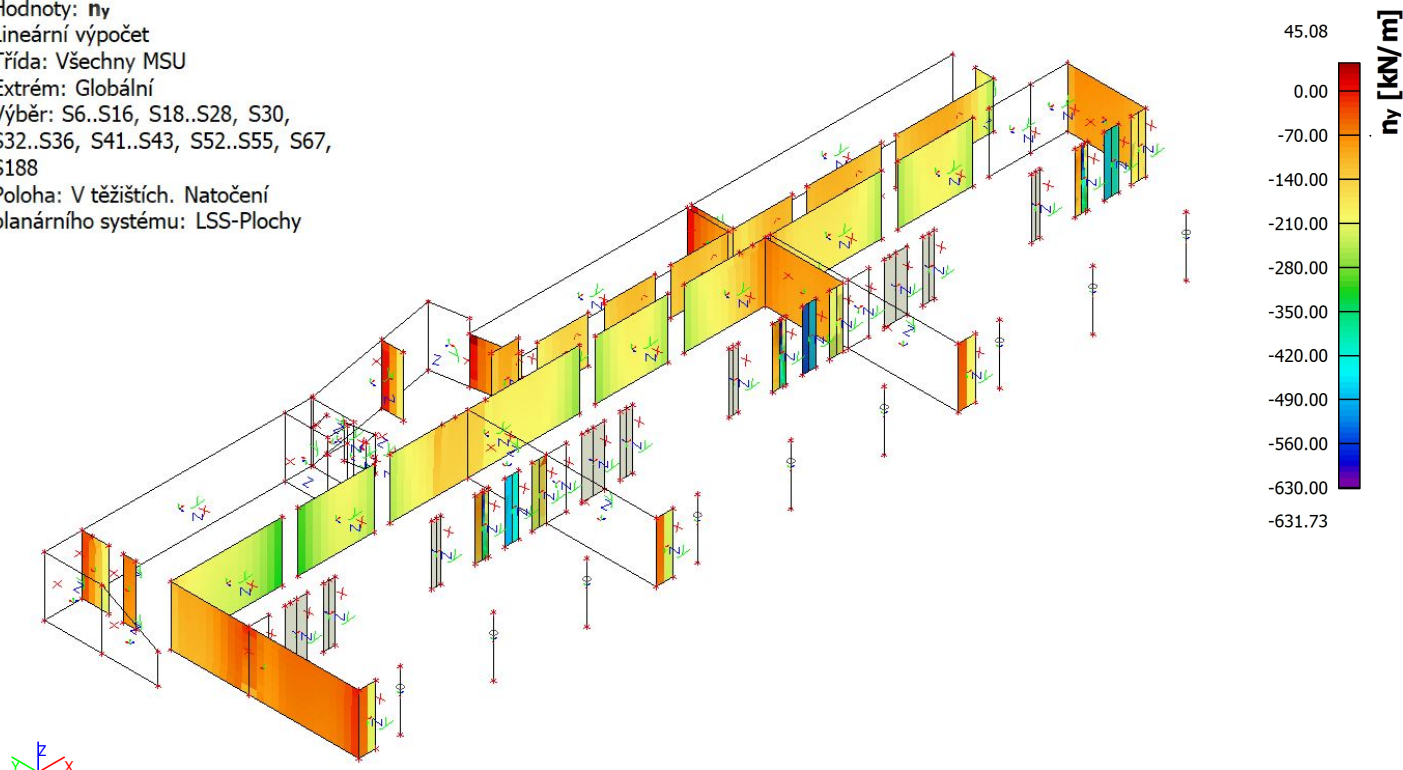 Hodnoty: ny
Lineární výpočet
Třída: Všechny MSU
Extrém: Globální
Výběr: S6..S16, S18..S28, S30,
S32..S36, S41..S43, S52..S55, S67,
S188
Poloha: V těžištích. Natočení
planárního systému: LSS-Plochy
45.08
0.00
-70.00
-140.00
-210.00
-280.00
-350.00
-420.00
-490.00
-560.00
-630.00
-631.73
ny [kN/m]
Z
Y
X